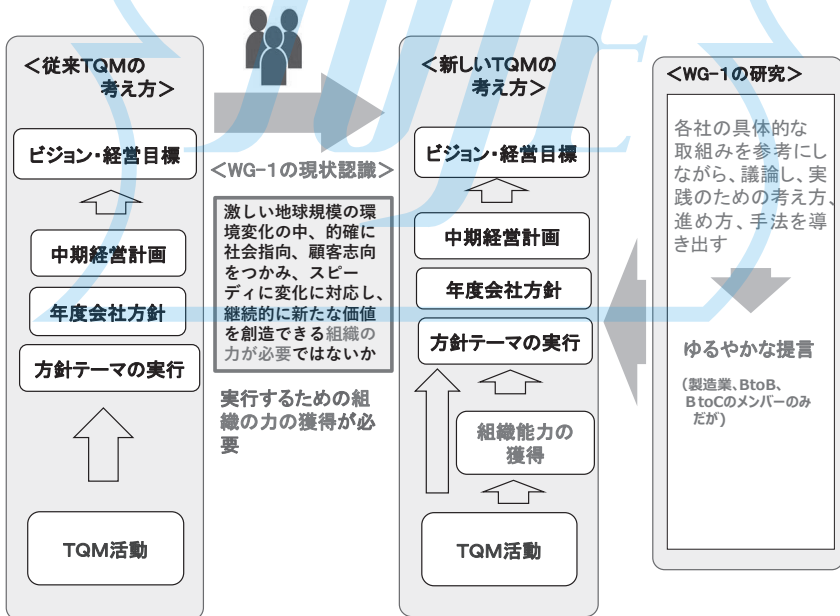 ＜従来TQMの
考え方＞
ビジョン・経営目標
中期経営計画
年度会社方針
方針テーマの実行
TQM活動
＜WG-1の現状認識＞
激しい地球規模の環
境変化の中、的確に
社会指向、顧客志向
をつかみ、スピー
ディに変化に対応し、
継続的に新たな価値
を創造できる組織の
力が必要ではないか
実行するための組
織の力の獲得が必
要
＜新しいTQMの
考え方＞
ビジョン・経営目標
中期経営計画
年度会社方針
方針テーマの実行
組織能力の
獲得
TQM活動
＜WG-1の研究＞
各社の具体的な
取組みを参考にし
ながら、議論し、実
践のための考え方、
進め方、手法を導
き出す
ゆるやかな提言
（製造業、BtoB、
BtoCのメンバーのみ
だが）